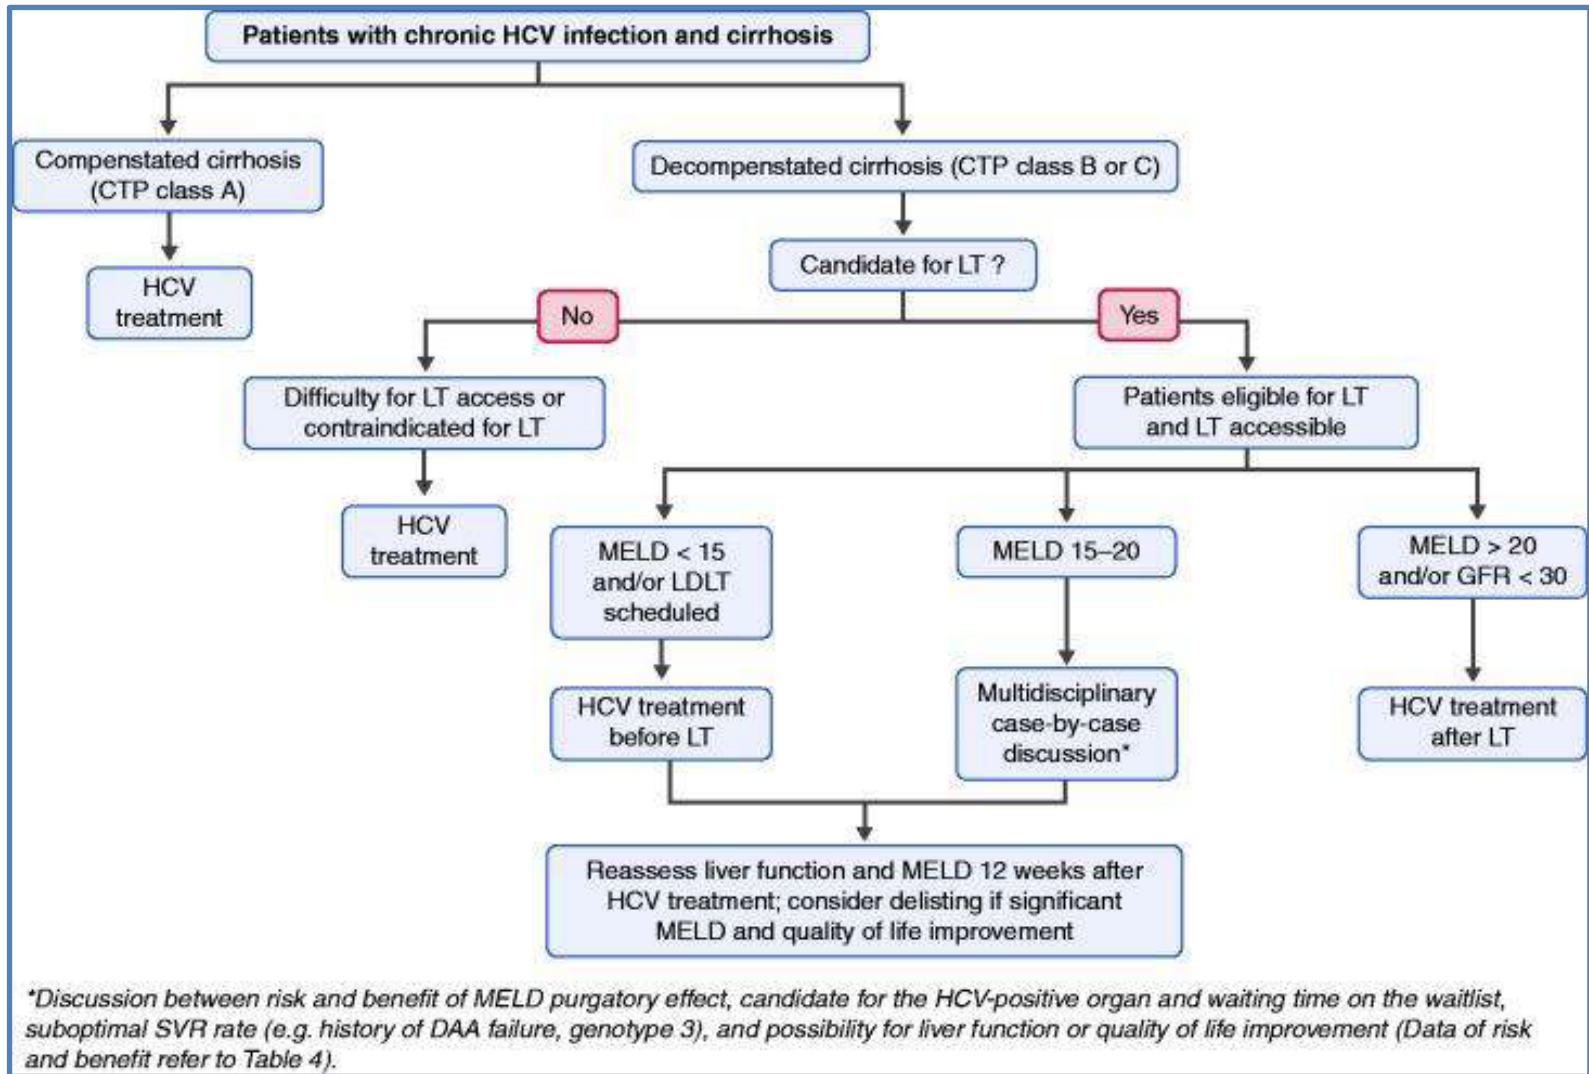 Patients with chronic HCV infection and cirrhosis
Compenstated cirrhosis
(CTP class A)
Decompenstated cirrhosis (CTP class B or C)
HCV
treatment
Candidate for LT ?
No
Yes
Difficulty for LT access or
contraindicated for LT
Patients eligible for LT
and LT accessible
HCV
treatment
MELD < 15
and/or LDLT
scheduled
MELD 15–20
MELD > 20
and/or GFR < 30
HCV treatment
before LT
Multidisciplinary
case-by-case
discussion*
HCV treatment
after LT
Reassess liver function and MELD 12 weeks after
HCV treatment; consider delisting if significant
MELD and quality of life improvement
*Discussion between risk and benefit of MELD purgatory effect, candidate for the HCV-positive organ and waiting time on the waitlist,
suboptimal SVR rate (e.g. history of DAA failure, genotype 3), and possibility for liver function or quality of life improvement (Data of risk
and benefit refer to Table 4).